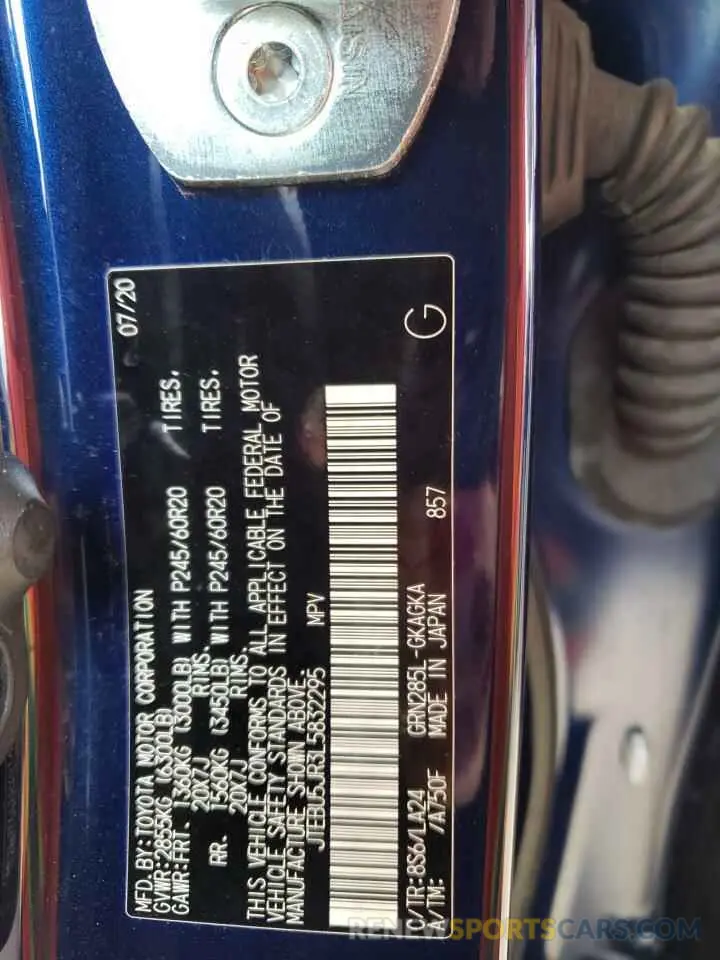 AISIN
MFD. BY: TOYOTA MOTOR CORPORATION 07/20
GVWR: 2855KG (6300LB)
GAWR: FRT. 1360KG (3000LB) WITH P245/60R20 TIRES,
20X7J RIMS.
RR. 1560KG (3450LB) WITH P245/60R20 TIRES,
20X7J RIMS.
THIS VEHICLE CONFORMS TO ALL APPLICABLE FEDERAL MOTOR
VEHICLE SAFETY STANDARDS IN EFFECT ON THE DATE OF
MANUFACTURE SHOWN ABOVE.
JTEBU5JR3L5832295 MPV
C/TR: 8S6/LA24 GRN285L-GKAGKA G
A/TM: /A750F MADE IN JAPAN 857
RENEWSPORTSCARS.COM